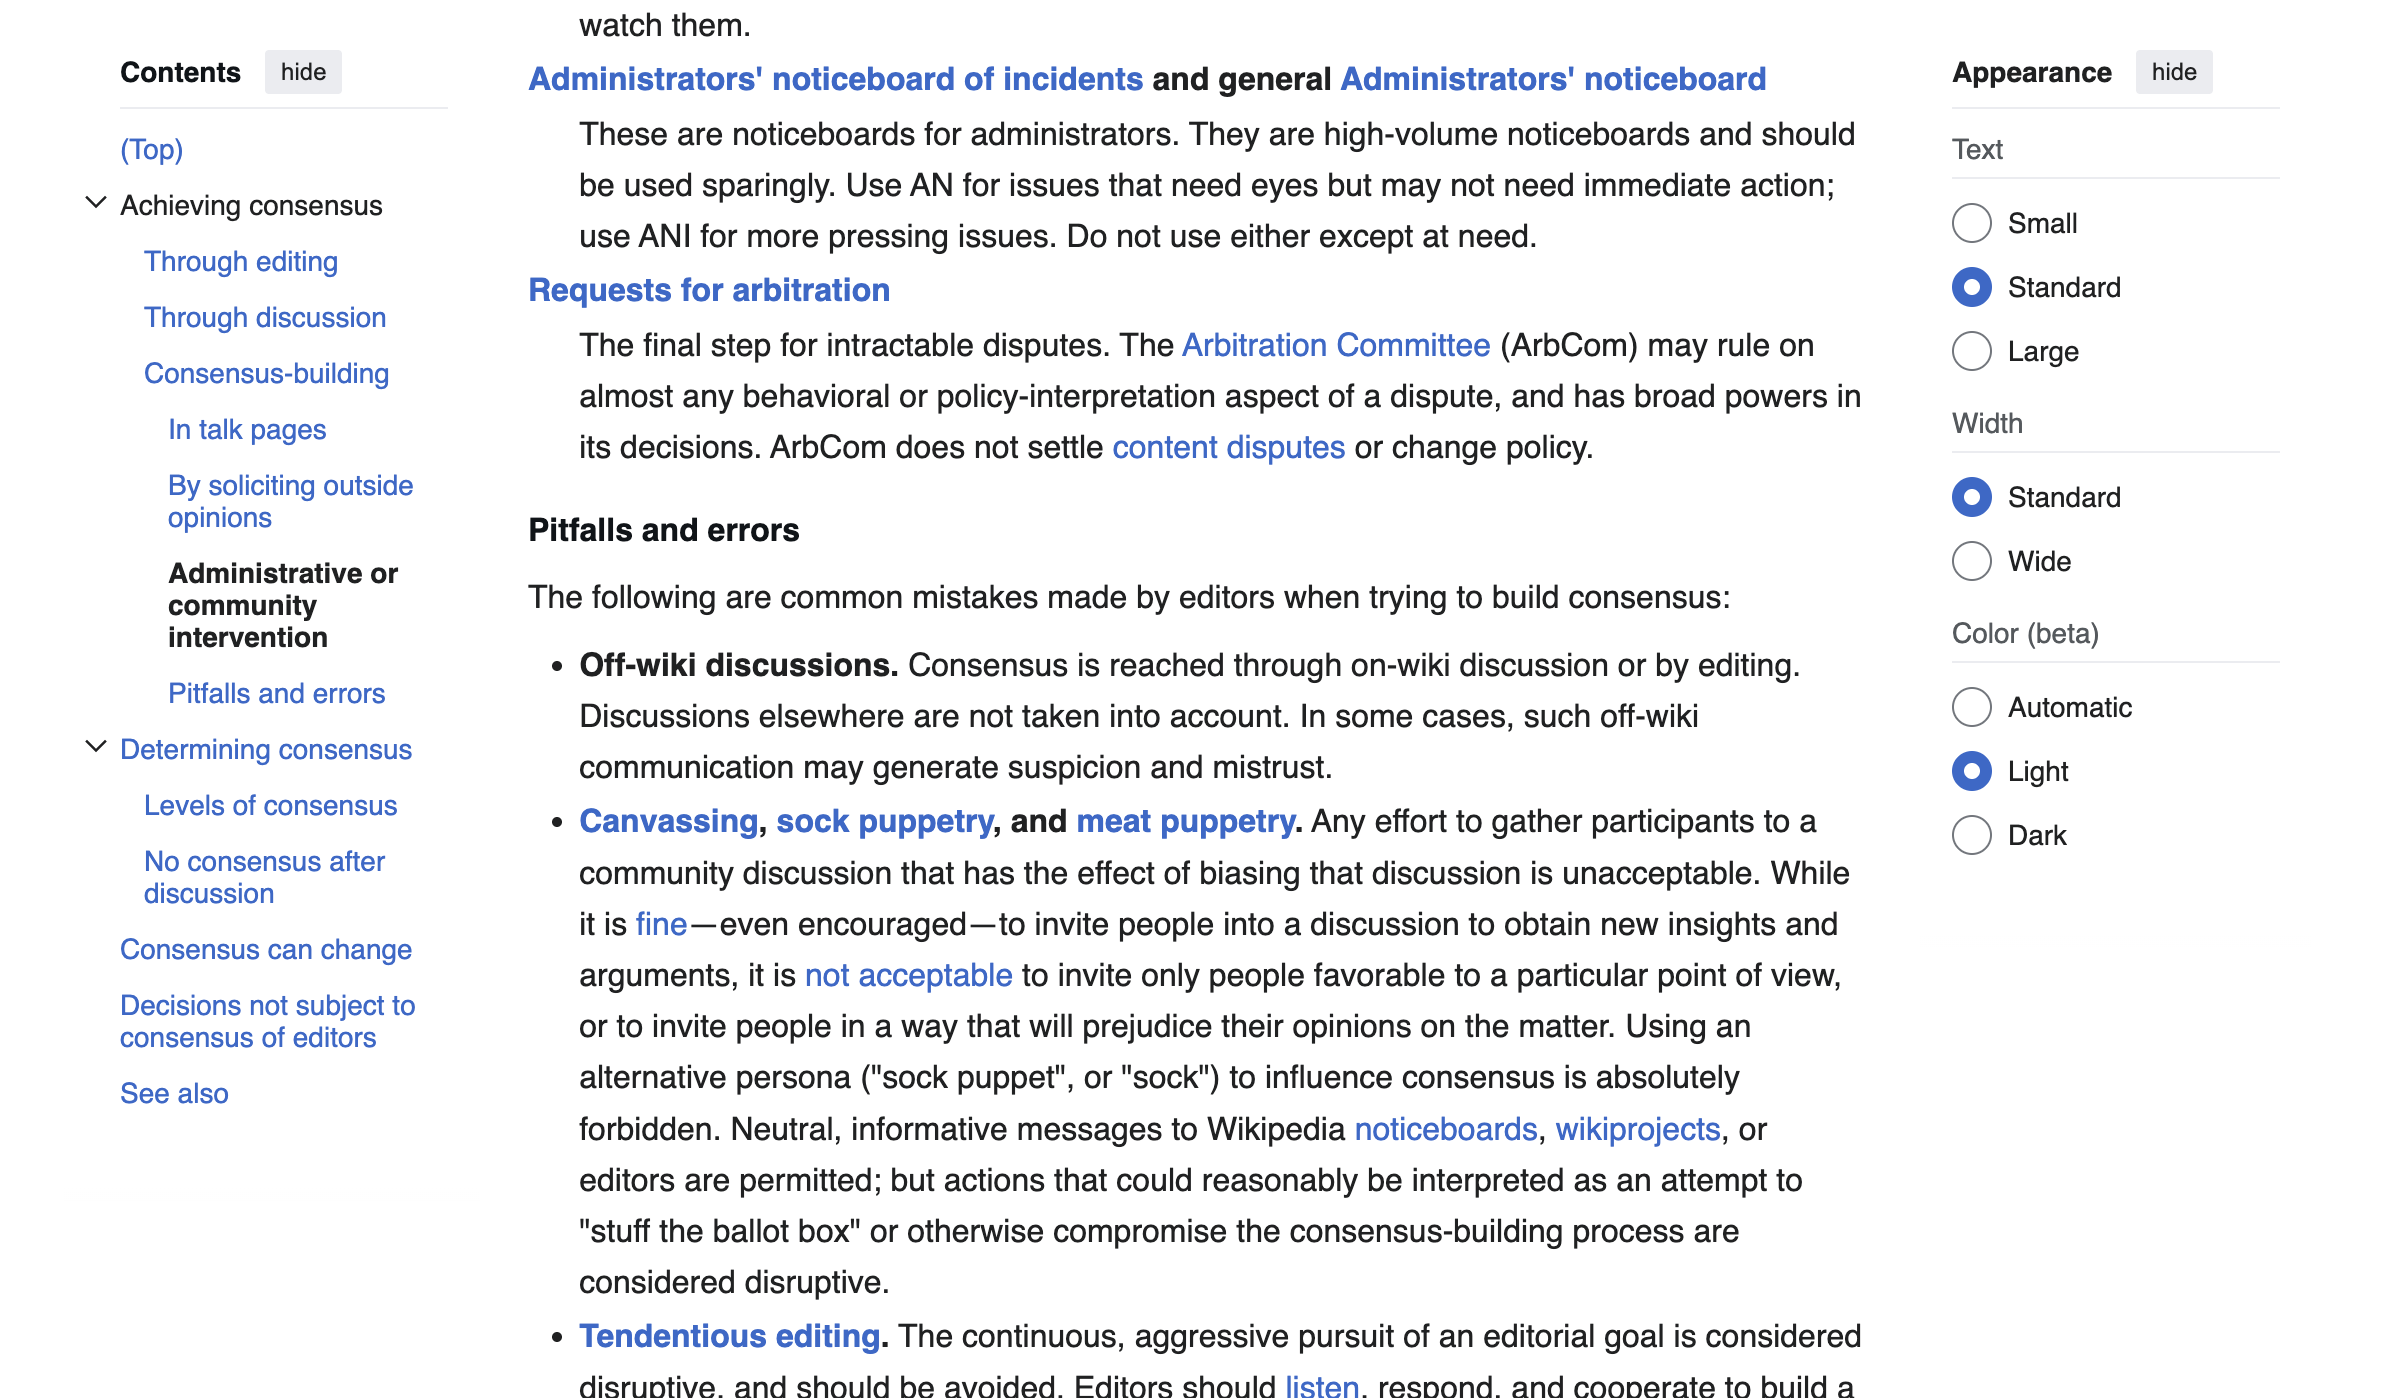 Contents
hide
(Top)
Achieving consensus
Through editing
Through discussion
Consensus-building
In talk pages
By soliciting outside
opinions
Administrative or
community
intervention
Pitfalls and errors
Determining consensus
Levels of consensus
No consensus after
discussion
Consensus can change
Decisions not subject to
consensus of editors
See also
watch them.
Administrators' noticeboard of incidents and general Administrators' noticeboard
These are noticeboards for administrators. They are high-volume noticeboards and should
be used sparingly. Use AN for issues that need eyes but may not need immediate action;
use ANI for more pressing issues. Do not use either except at need.
Requests for arbitration
The final step for intractable disputes. The Arbitration Committee (ArbCom) may rule on
almost any behavioral or policy-interpretation aspect of a dispute, and has broad powers in
its decisions. ArbCom does not settle content disputes or change policy.
Pitfalls and errors
The following are common mistakes made by editors when trying to build consensus:
• Off-wiki discussions. Consensus is reached through on-wiki discussion or by editing.
Discussions elsewhere are not taken into account. In some cases, such off-wiki
communication may generate suspicion and mistrust.
• Canvassing, sock puppetry, and meat puppetry. Any effort to gather participants to a
community discussion that has the effect of biasing that discussion is unacceptable. While
it is fine—even encouraged—to invite people into a discussion to obtain new insights and
arguments, it is not acceptable to invite only people favorable to a particular point of view,
or to invite people in a way that will prejudice their opinions on the matter. Using an
alternative persona ("sock puppet", or "sock") to influence consensus is absolutely
forbidden. Neutral, informative messages to Wikipedia noticeboards, wikiprojects, or
editors are permitted; but actions that could reasonably be interpreted as an attempt to
"stuff the ballot box" or otherwise compromise the consensus-building process are
considered disruptive.
• Tendentious editing. The continuous, aggressive pursuit of an editorial goal is considered
disruptive, and should be avoided. Editors should listen, respond, and cooperate to build a
Appearance
hide
Text
Small
Standard
Large
Width
Standard
Wide
Color (beta)
Automatic
Light
Dark